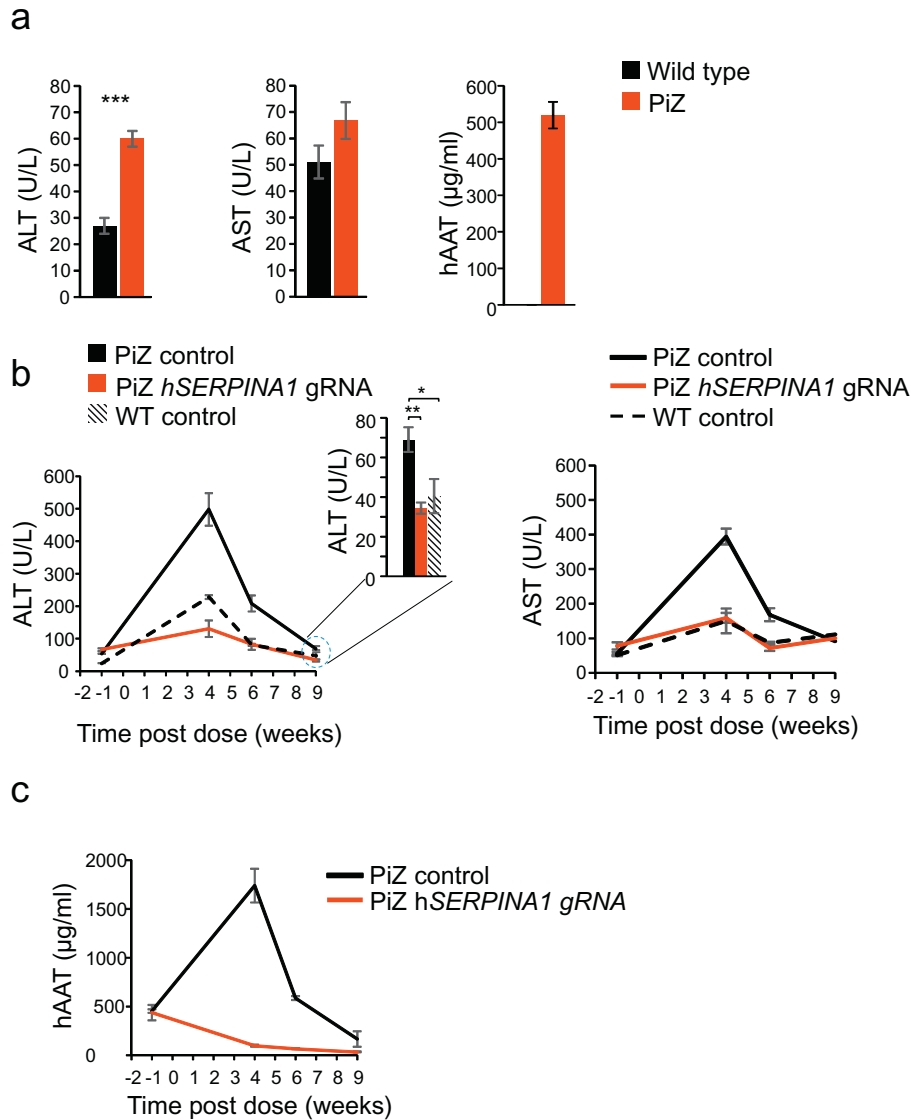 a
Wild type
PiZ
80
70
60
50
40
30
20
10
0
ALT (U/L)
***
80
70
60
50
40
30
20
10
0
AST (U/L)
600
500
400
300
200
100
0
hAAT (µg/ml)
b
PiZ control
PiZ hSERPINA1 gRNA
WT control
600
500
400
300
200
100
0
ALT (U/L)
-2 -1 0 1 2 3 4 5 6 7 8 9
Time post dose (weeks)
80
60
40
20
0
ALT (U/L)
*
**
PiZ control
PiZ hSERPINA1 gRNA
WT control
600
500
400
300
200
100
0
AST (U/L)
-2 -1 0 1 2 3 4 5 6 7 8 9
Time post dose (weeks)
c
PiZ control
PiZ hSERPINA1 gRNA
2000
1500
1000
500
0
hAAT (µg/ml)
-2 -1 0 1 2 3 4 5 6 7 8 9
Time post dose (weeks)